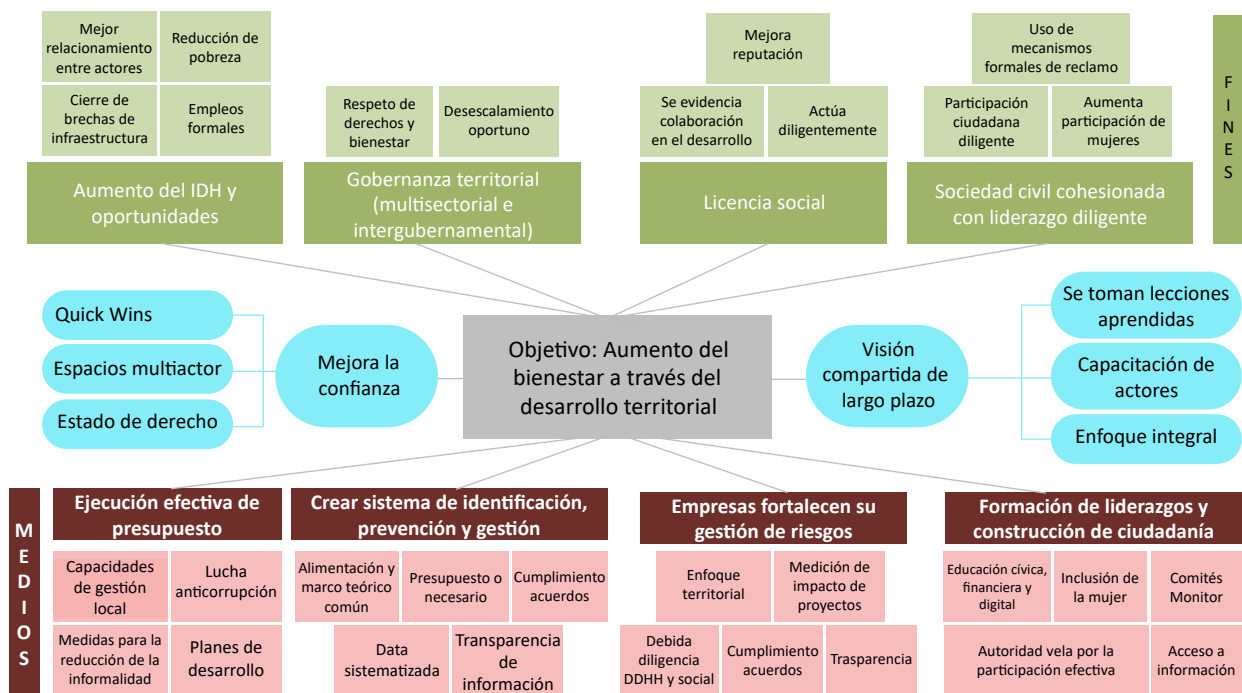 Mejor
relacionamiento
entre actores
Reducción de
pobreza
Cierre de
brechas de
infraestructura
Empleos
formales
Aumento del IDH y
oportunidades
Respeto de
derechos y
bienestar
Desescalamiento
oportuno
Gobernanza territorial
(multisectorial e
intergubernamental)
Mejora
reputación
Se evidencia
colaboración
en el desarrollo
Actúa
diligentemente
Licencia social
Uso de
mecanismos
formales de reclamo
Participación
ciudadana
diligente
Aumenta
participación de
mujeres
Sociedad civil cohesionada
con liderazgo diligente
FINES
Quick Wins
Espacios multiactor
Estado de derecho
Mejora la
confianza
Objetivo: Aumento del
bienestar a través del
desarrollo territorial
Visión
compartida de
largo plazo
Se toman lecciones
aprendidas
Capacitación de
actores
Enfoque integral
MEDIOS
Ejecución efectiva de
presupuesto
Capacidades
de gestión
local
Lucha
anticorrupción
Medidas para la
reducción de la
informalidad
Planes de
desarrollo
Crear sistema de identificación,
prevención y gestión
Alimentación y
marco teórico
común
Presupuesto o
necesario
Cumplimiento
acuerdos
Data
sistematizada
Transparencia
de
información
Empresas fortalecen su
gestión de riesgos
Enfoque
territorial
Medición de
impacto de
proyectos
Debida
diligencia
DDHH y social
Cumplimiento
acuerdos
Trasparencia
Formación de liderazgos y
construcción de ciudadanía
Educación cívica,
financiera y
digital
Inclusión de
la mujer
Comités
Monitor
Autoridad vela por la
participación efectiva
Acceso a
información